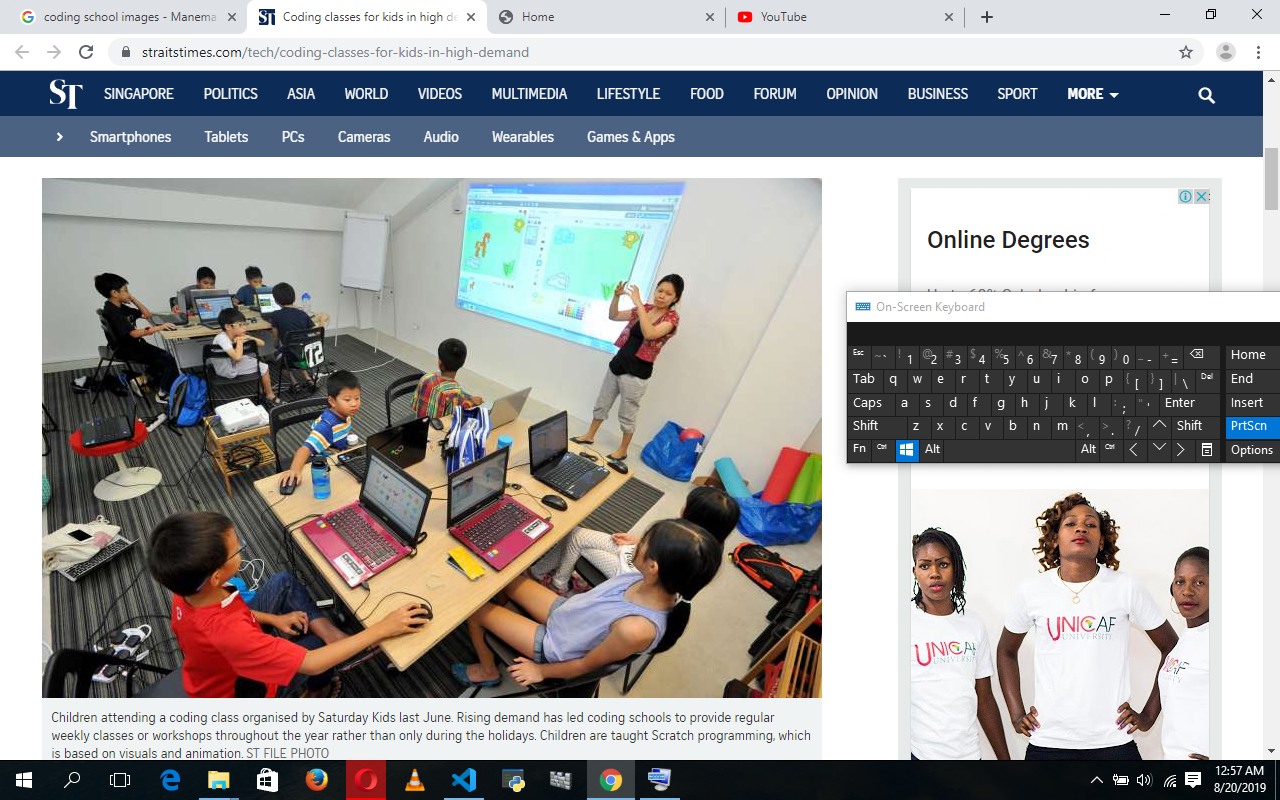 coding school images - Manema
Coding classes for kids in high de
Home
YouTube
straitstimes.com/tech/coding-classes-for-kids-in-high-demand
ST
SINGAPORE POLITICS ASIA WORLD VIDEOS MULTIMEDIA LIFESTYLE FOOD FORUM OPINION BUSINESS SPORT MORE
Smartphones Tablets PCs Cameras Audio Wearables Games & Apps
Online Degrees
On-Screen Keyboard
Esc ~ ` ! 1 @ 2 # 3 $ 4 % 5 ^ 6 & 7 * 8 ( 9 ) 0 _ - + = Home
Tab q w e r t y u i o p { [ } ] | \ Del End
Caps a s d f g h j k l : ; " ' Enter Insert
Shift z x c v b n m < , > . ? / Shift PrtScn
Fn Ctrl Alt Alt Ctrl Options
12
UNICAF
UNIVERSITY
UNICAF
UNIVERSITY
Children attending a coding class organised by Saturday Kids last June. Rising demand has led coding schools to provide regular
weekly classes or workshops throughout the year rather than only during the holidays. Children are taught Scratch programming, which
is based on visuals and animation. ST FILE PHOTO
12:57 AM
8/20/2019